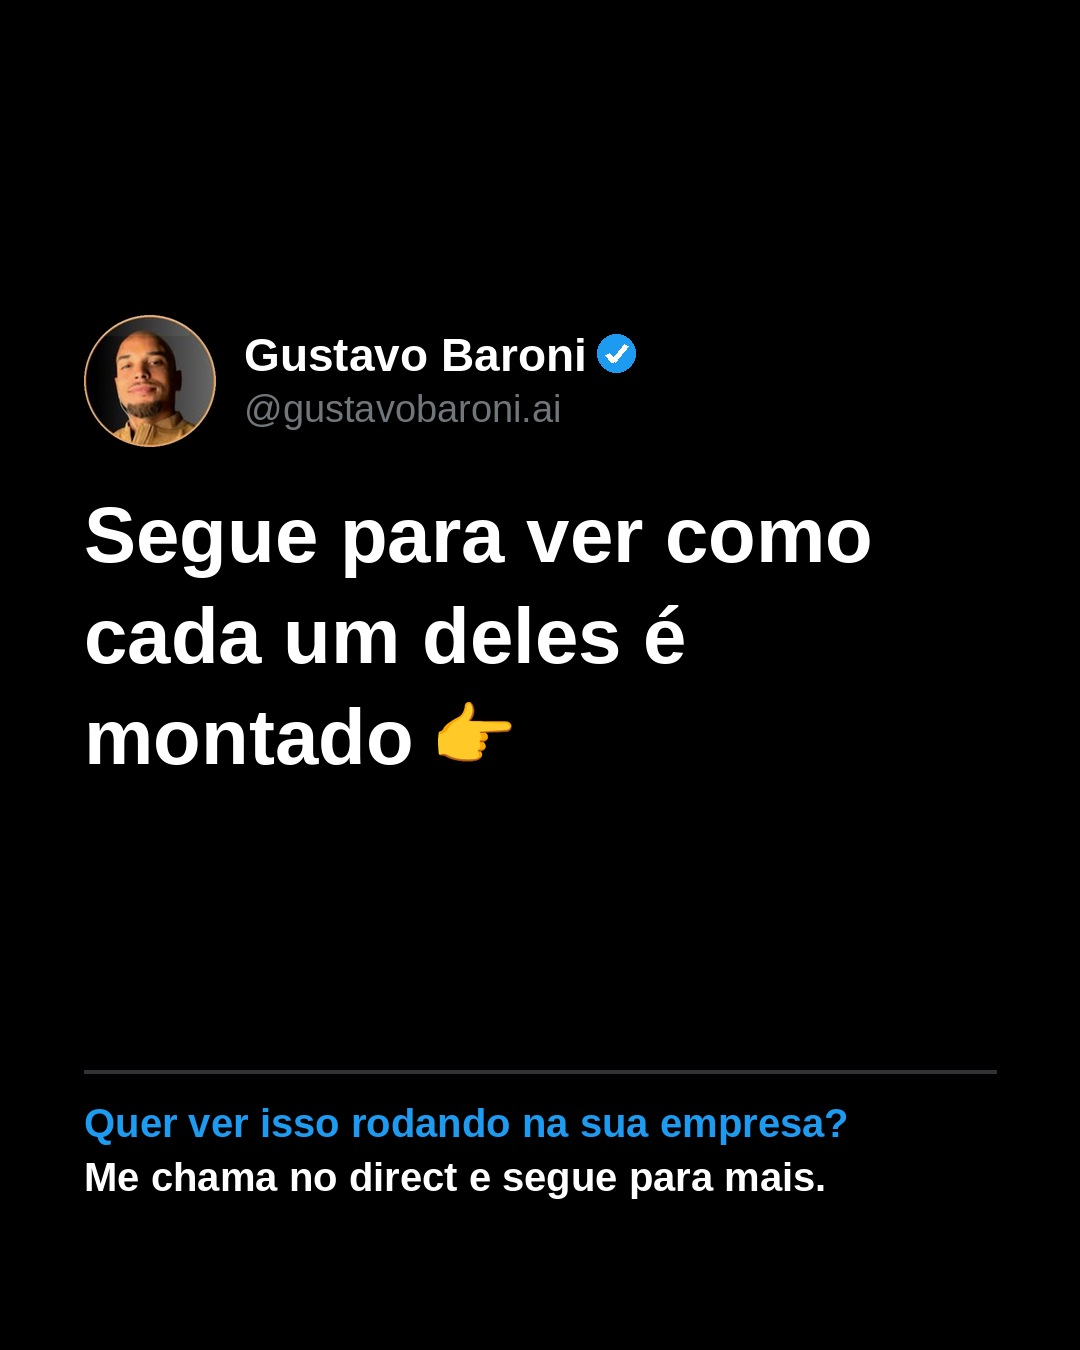 Gustavo Baroni
@gustavobaroni.ai
Segue para ver como
cada um deles é
montado 👉
Quer ver isso rodando na sua empresa?
Me chama no direct e segue para mais.